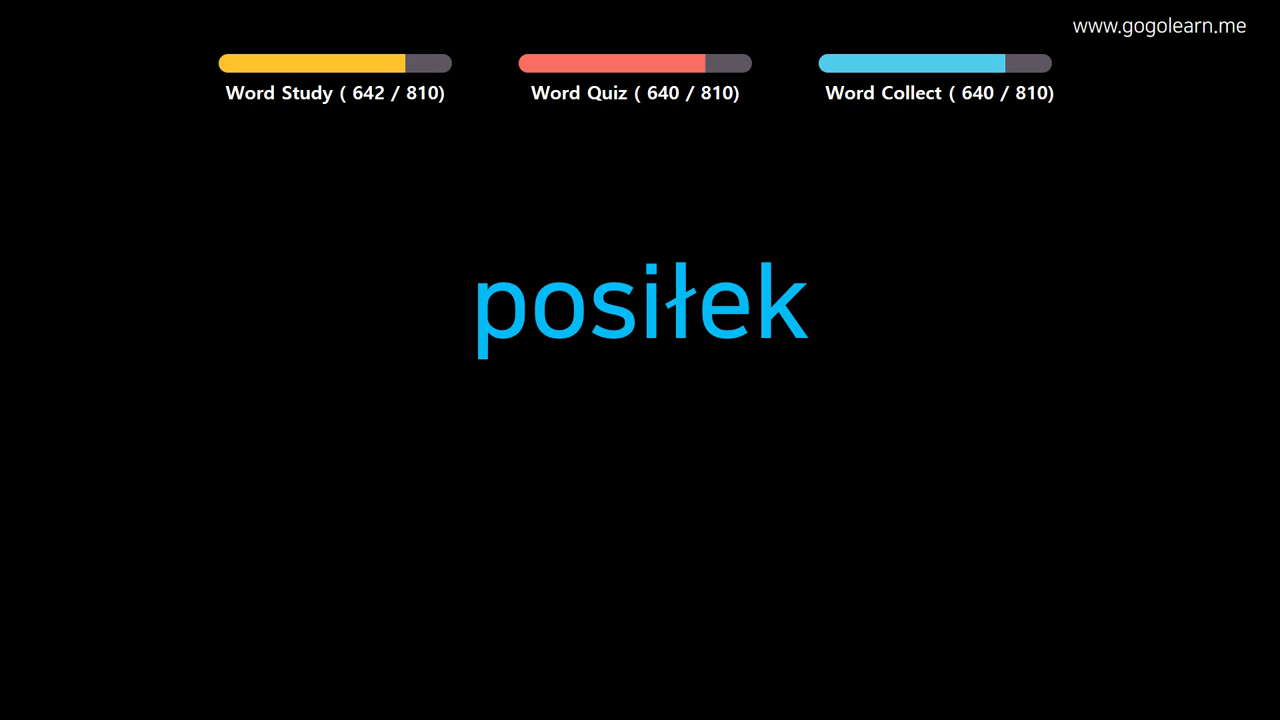 www.gogolearn.me
Word Study ( 642 / 810)
Word Quiz ( 640 / 810)
Word Collect ( 640 / 810)
posiłek